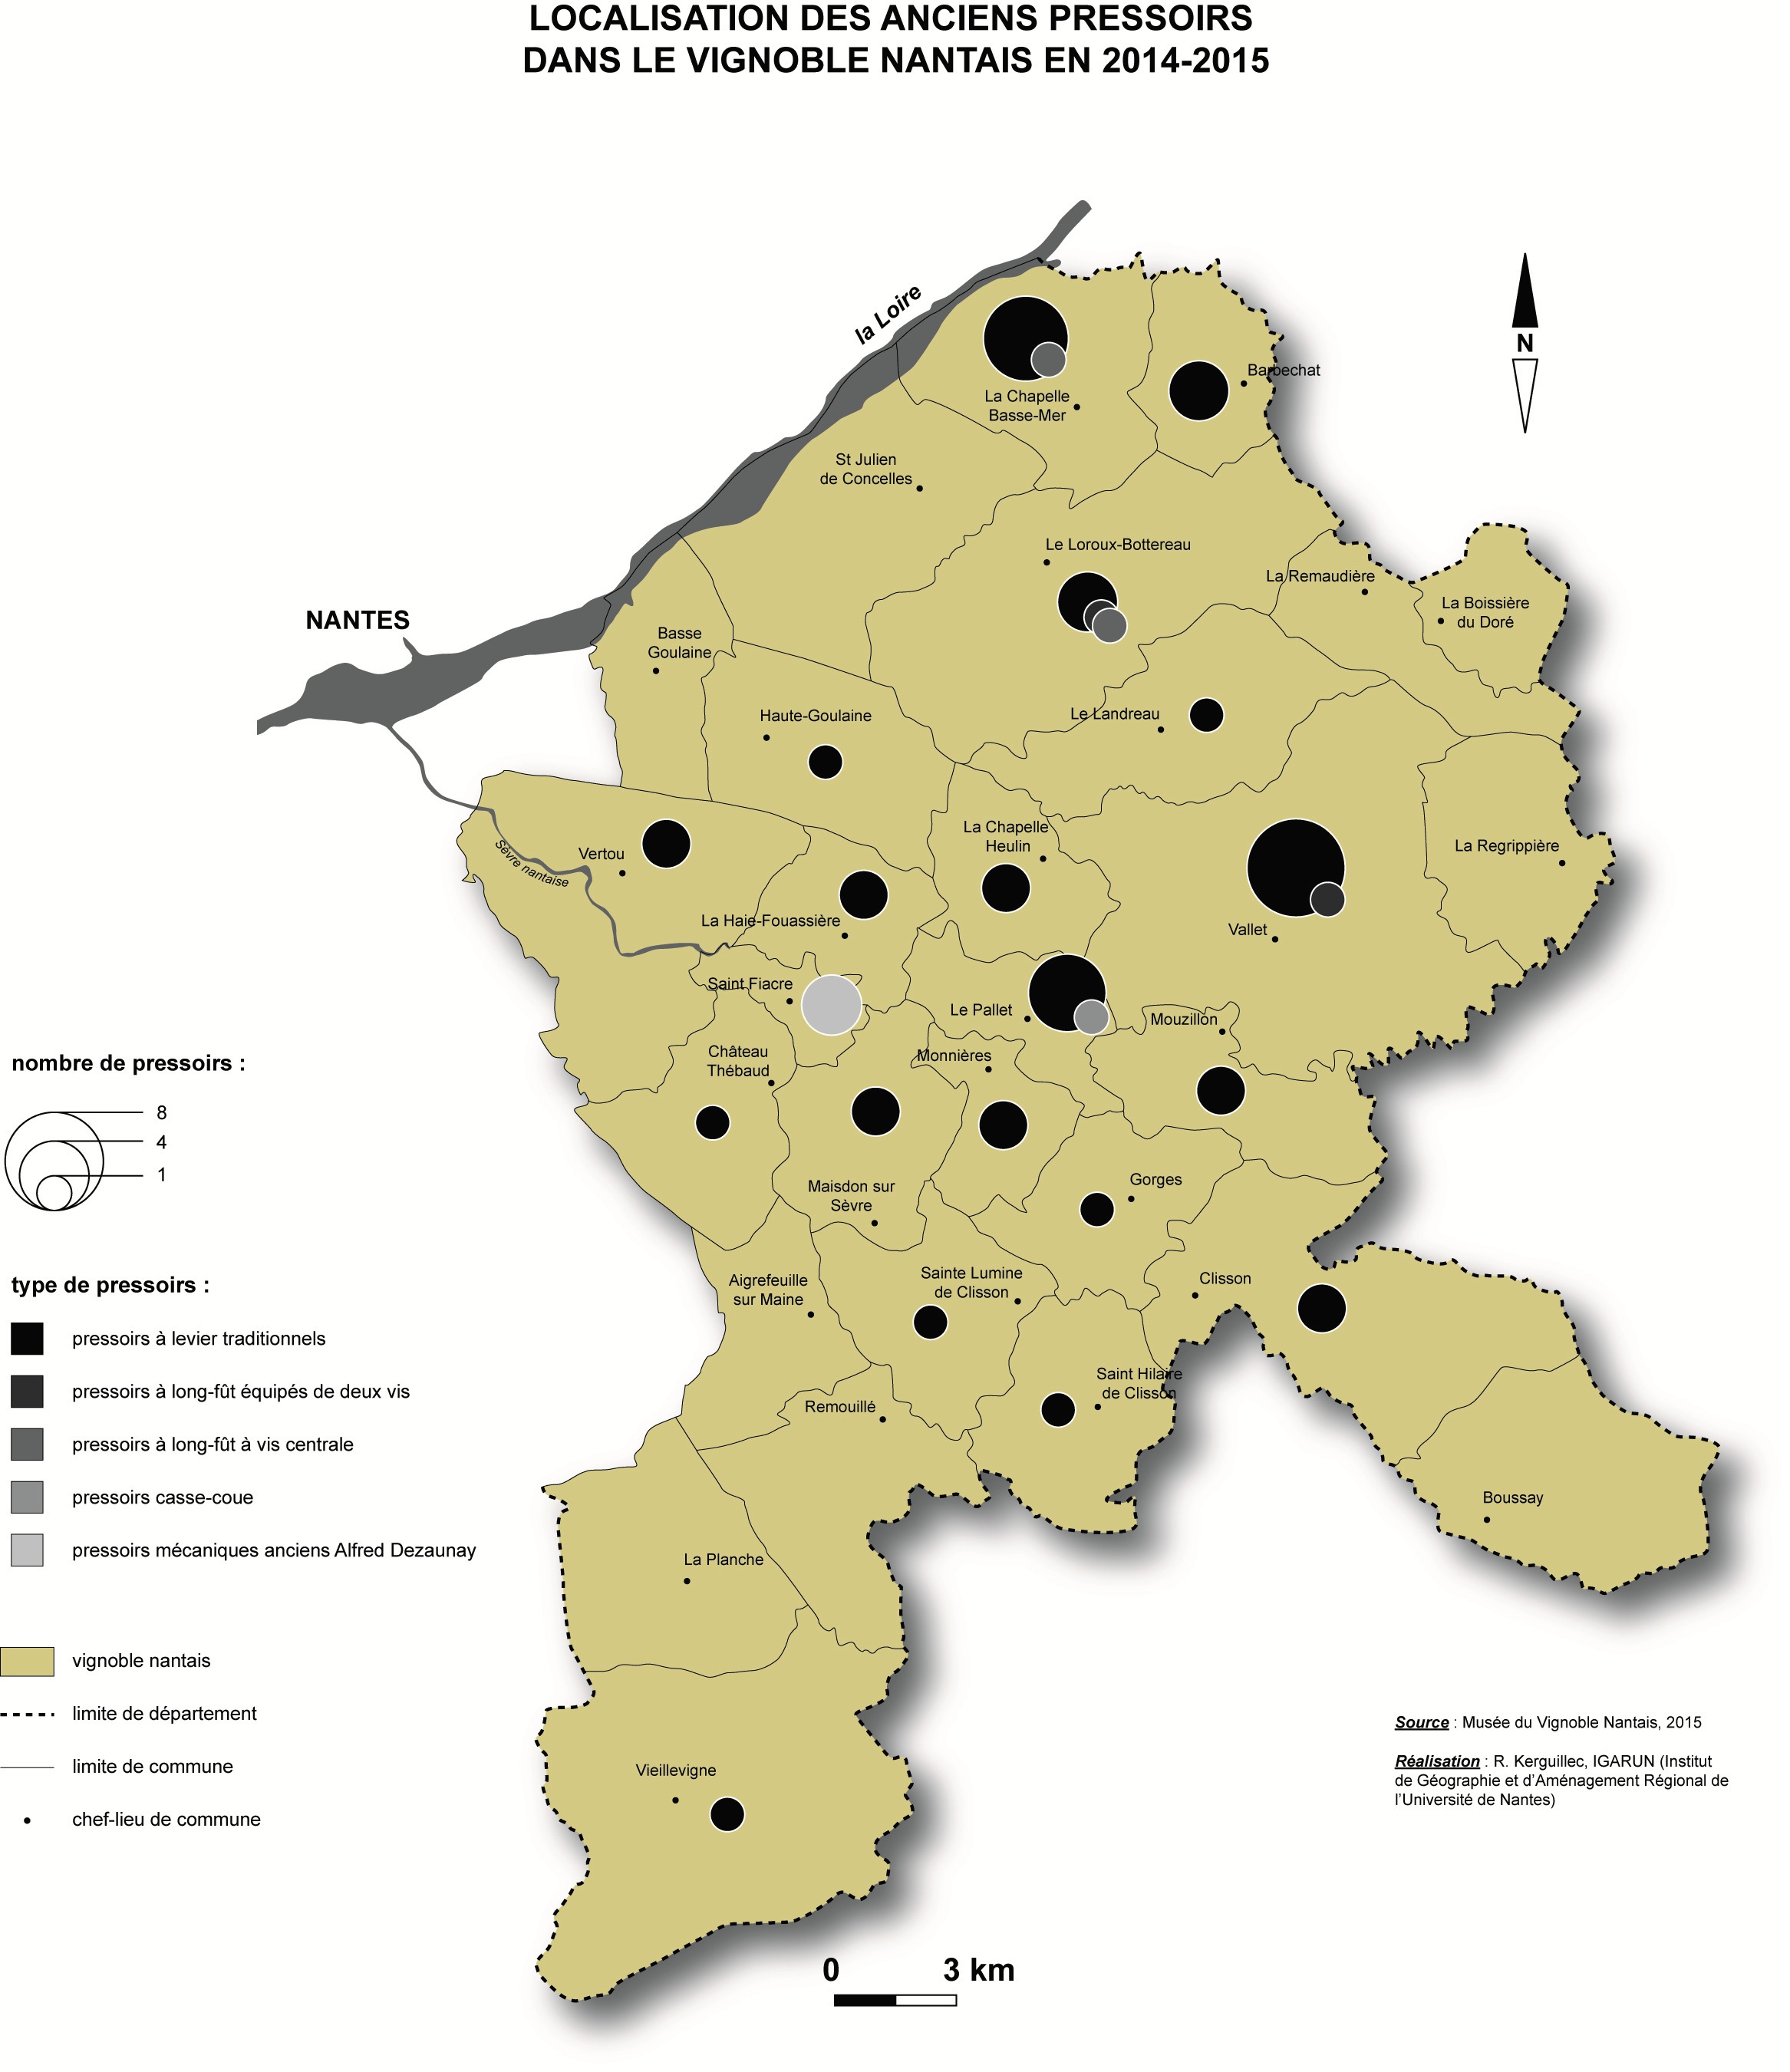 LOCALISATION DES ANCIENS PRESSOIRS
DANS LE VIGNOBLE NANTAIS EN 2014-2015
la Loire
N
Barbechat
La Chapelle
Basse-Mer
St Julien
de Concelles
Le Loroux-Bottereau
La Remaudière
La Boissière
du Doré
NANTES
Basse
Goulaine
Haute-Goulaine
Le Landreau
La Chapelle
Heulin
La Regrippière
Vertou
Sèvre nantaise
La Haie-Fouassière
Vallet
Saint Fiacre
Le Pallet
Mouzillon
Château
Thébaud
Monnières
Maisdon sur
Sèvre
Gorges
Aigrefeuille
sur Maine
Sainte Lumine
de Clisson
Clisson
Saint Hilaire
de Clisson
Remouillé
Boussay
La Planche
Vieillevigne
nombre de pressoirs :
8
4
1
type de pressoirs :
pressoirs à levier traditionnels
pressoirs à long-fût équipés de deux vis
pressoirs à long-fût à vis centrale
pressoirs casse-coue
pressoirs mécaniques anciens Alfred Dezaunay
vignoble nantais
limite de département
limite de commune
chef-lieu de commune
Source : Musée du Vignoble Nantais, 2015
Réalisation : R. Kerguillec, IGARUN (Institut
de Géographie et d'Aménagement Régional de
l'Université de Nantes)
0 3 km